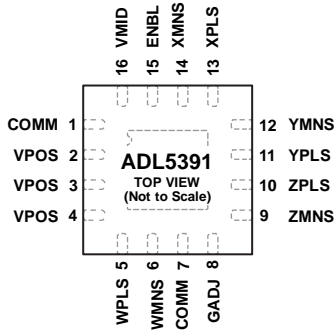 16 VMID
15 ENBL
14 XMNS
13 XPLS
COMM 1
VPOS 2
VPOS 3
VPOS 4
ADL5391
TOP VIEW
(Not to Scale)
12 YMNS
11 YPLS
10 ZPLS
9 ZMNS
WPLS 5
WMNS 6
COMM 7
GADJ 8